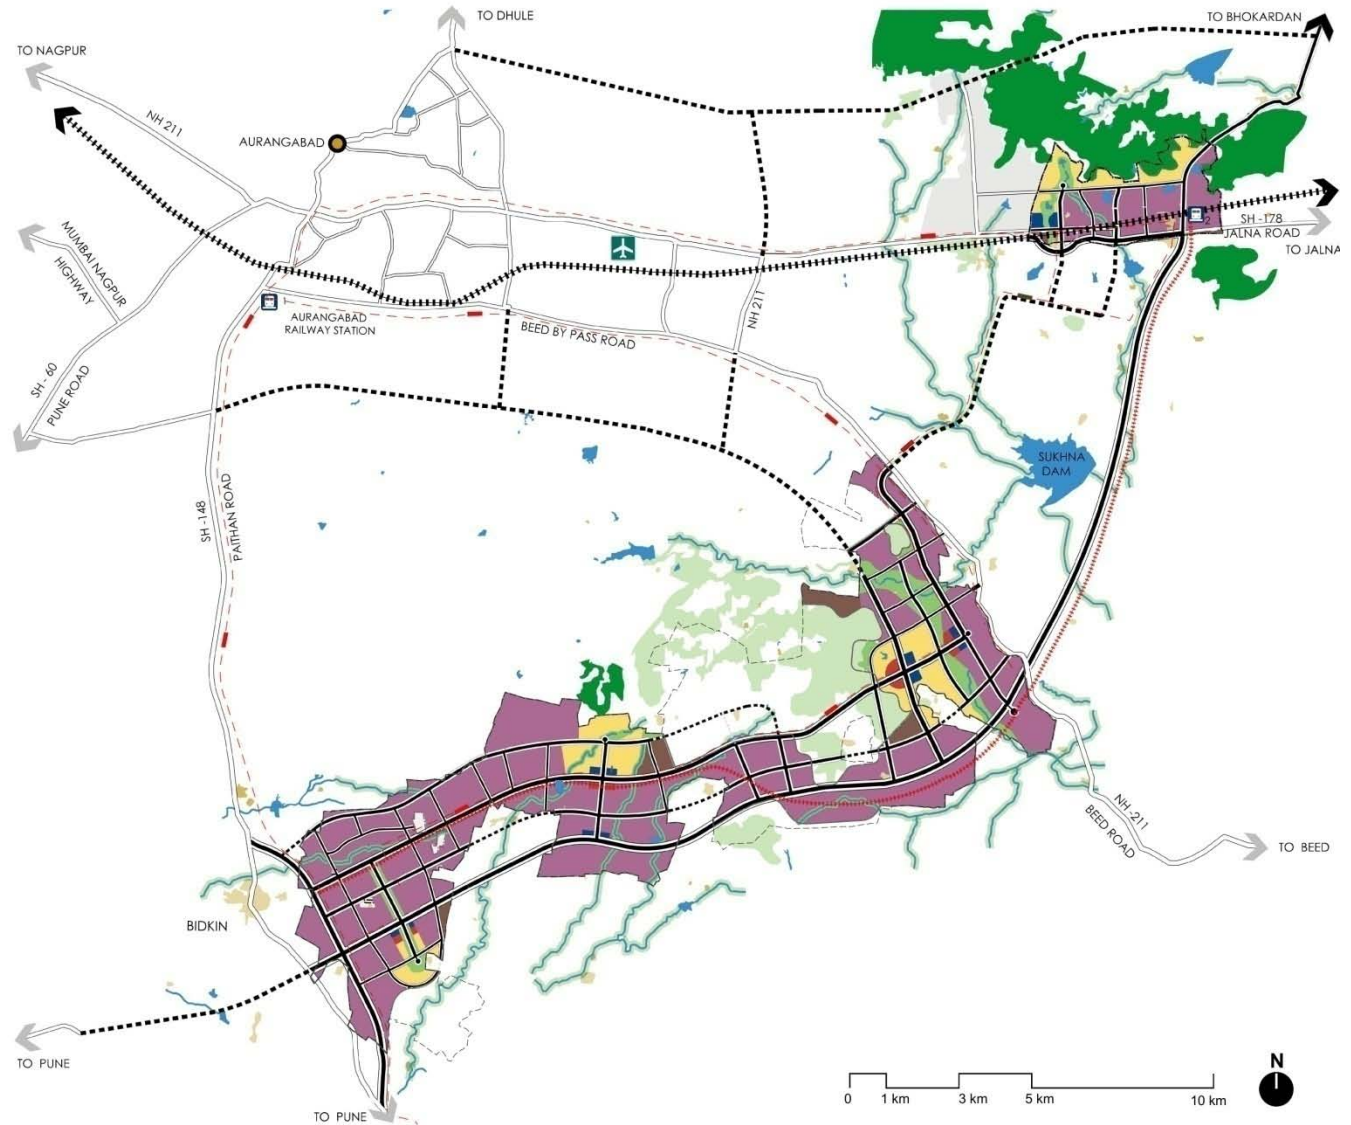 TO DHULE
TO BHOKARDAN
TO NAGPUR
NH 211
AURANGABAD
SH -178
JALNA ROAD
2
TO JALNA
MUMBAI NAGPUR
HIGHWAY
1
AURANGABAD
RAILWAY STATION
BEED BY PASS ROAD
NH 211
SH - 60
PUNE ROAD
SUKHNA
DAM
SH -148
PAITHAN ROAD
NH -211
BEED ROAD
TO BEED
BIDKIN
TO PUNE
TO PUNE
N
0 1 km 3 km 5 km 10 km